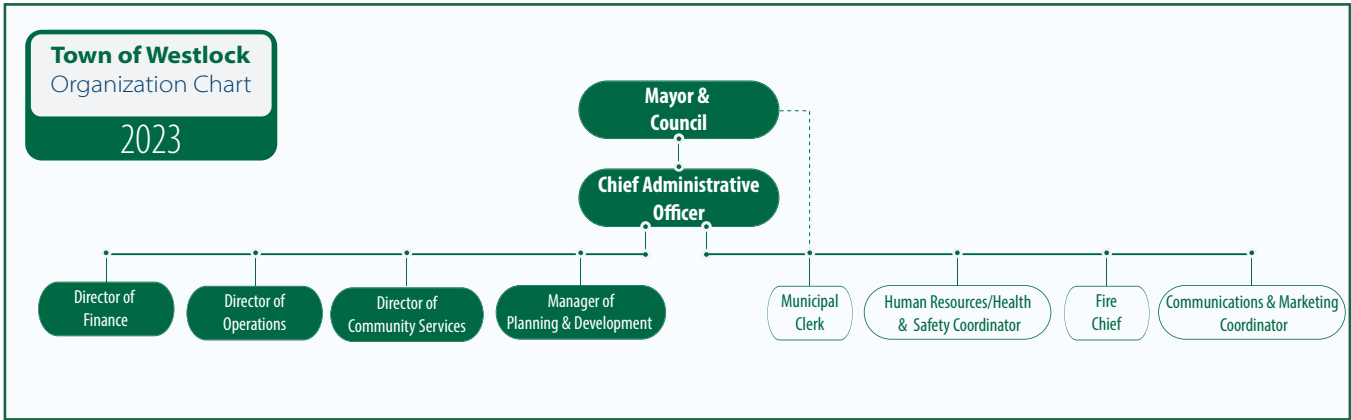 Town of Westlock
Organization Chart
2023
Mayor &
Council
Chief Administrative
Officer
Director of
Finance
Director of
Operations
Director of
Community Services
Manager of
Planning & Development
Municipal
Clerk
Human Resources/Health
& Safety Coordinator
Fire
Chief
Communications & Marketing
Coordinator